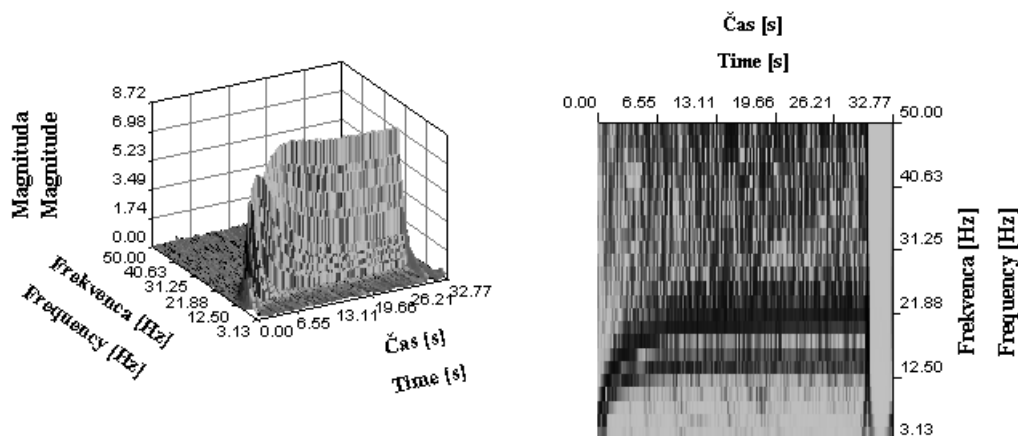 8.72
6.98
5.23
3.49
1.74
0.00
Magnituda
Magnitude
50.00
40.63
31.25
21.88
12.50
3.13
Frekvenca [Hz]
Frequency [Hz]
0.00
6.55
13.11
19.66
26.21
32.77
Čas [s]
Time [s]
Čas [s]
Time [s]
0.00 6.55 13.11 19.66 26.21 32.77
50.00
40.63
31.25
21.88
12.50
3.13
Frekvenca [Hz]
Frequency [Hz]